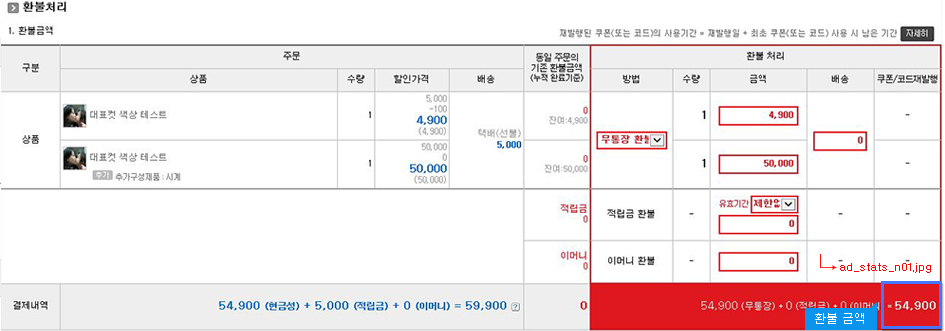 환불처리
1. 환불금액
재발행된 쿠폰(또는 코드)의 사용기간 = 재발행일 + 최초 쿠폰(또는 코드) 사용 시 남은 기간 자세히
구분 주문 동일 주문의 기존 환불금액 (누적 완료기준) 환불 처리
상품 수량 할인가격 배송 방법 수량 금액 배송 쿠폰/코드재발행
상품
대표컷 색상 테스트 1
5,000
-100
4,900
(4,900)
택배(선불)
5,000
0
잔여:4,900
무통장 환불
1 4,900 0 -
대표컷 색상 테스트
추가 추가구성제품 : 시계
1
50,000
0
50,000
(50,000)
0
잔여:50,000
1 50,000 -
적립금
0
적립금 환불 - 유효기간 제한없
0
- -
이머니
0
이머니 환불 - 0 - -
ad_stats_n01.jpg
결제내역 54,900 (현금성) + 5,000 (적립금) + 0 (이머니) = 59,900 ? 0 54,900 (무통장) + 0 (적립금) + 0 (이머니 = 54,900
환불 금액